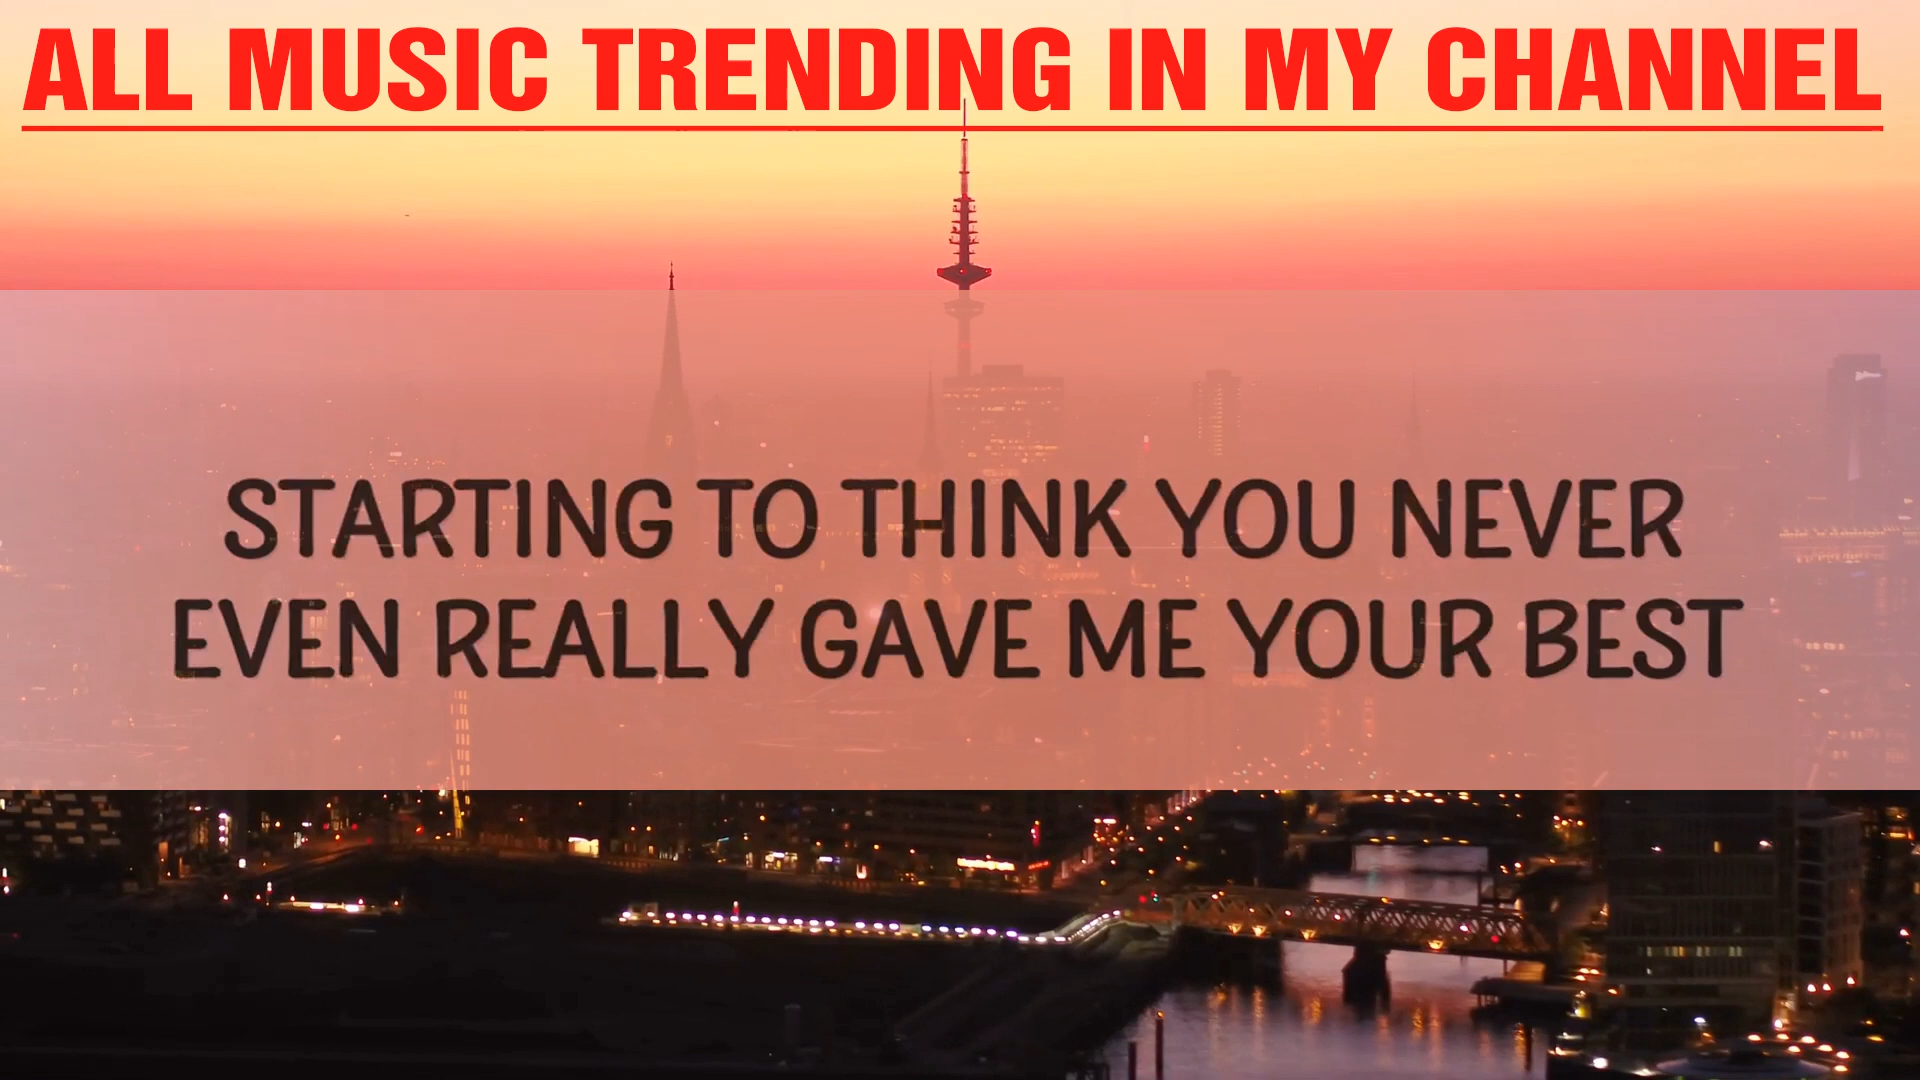 ALL MUSIC TRENDING IN MY CHANNEL
STARTING TO THINK YOU NEVER
EVEN REALLY GAVE ME YOUR BEST